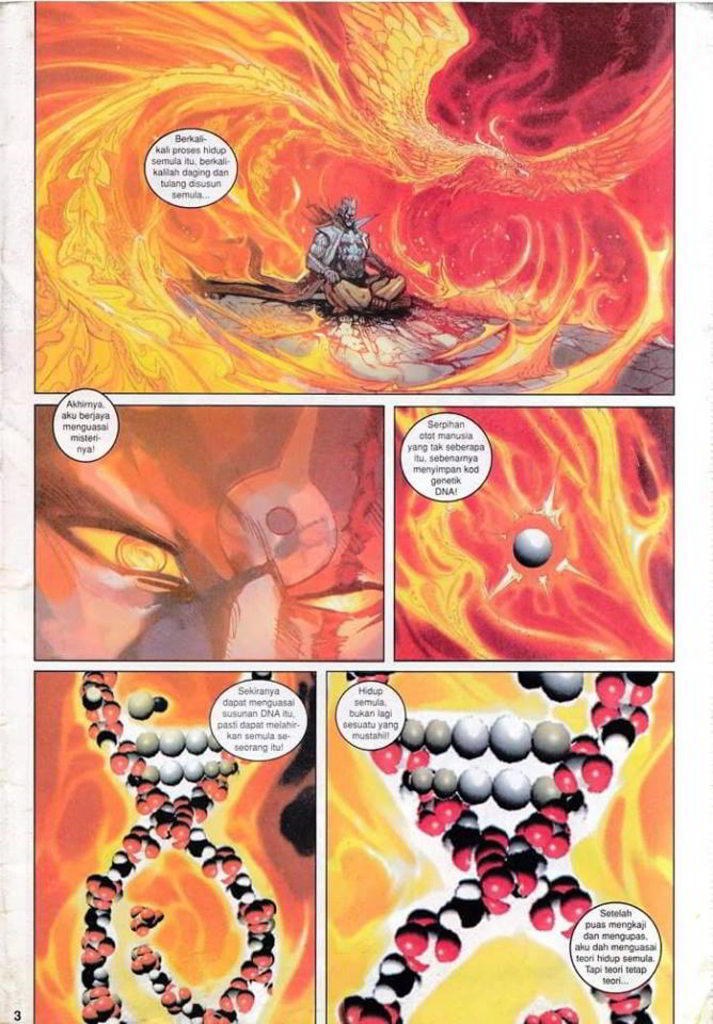 Berkali-
kali proses hidup
semula itu, berkali-
kalilah daging dan
tulang disusun
semula...
Akhirnya,
aku berjaya
menguasai
misteri-
nya!
Serpihan
otot manusia
yang tak seberapa
itu, sebenarnya
menyimpan kod
genetik
DNA!
Sekiranya
dapat menguasai
susunan DNA itu,
pasti dapat melahir-
kan semula se-
seorang itu!
Hidup
semula,
bukan lagi
sesuatu yang
mustahil!
Setelah
puas mengkaji
dan mengupas,
aku dah menguasai
teori hidup semula.
Tapi teori tetap
teori...
3